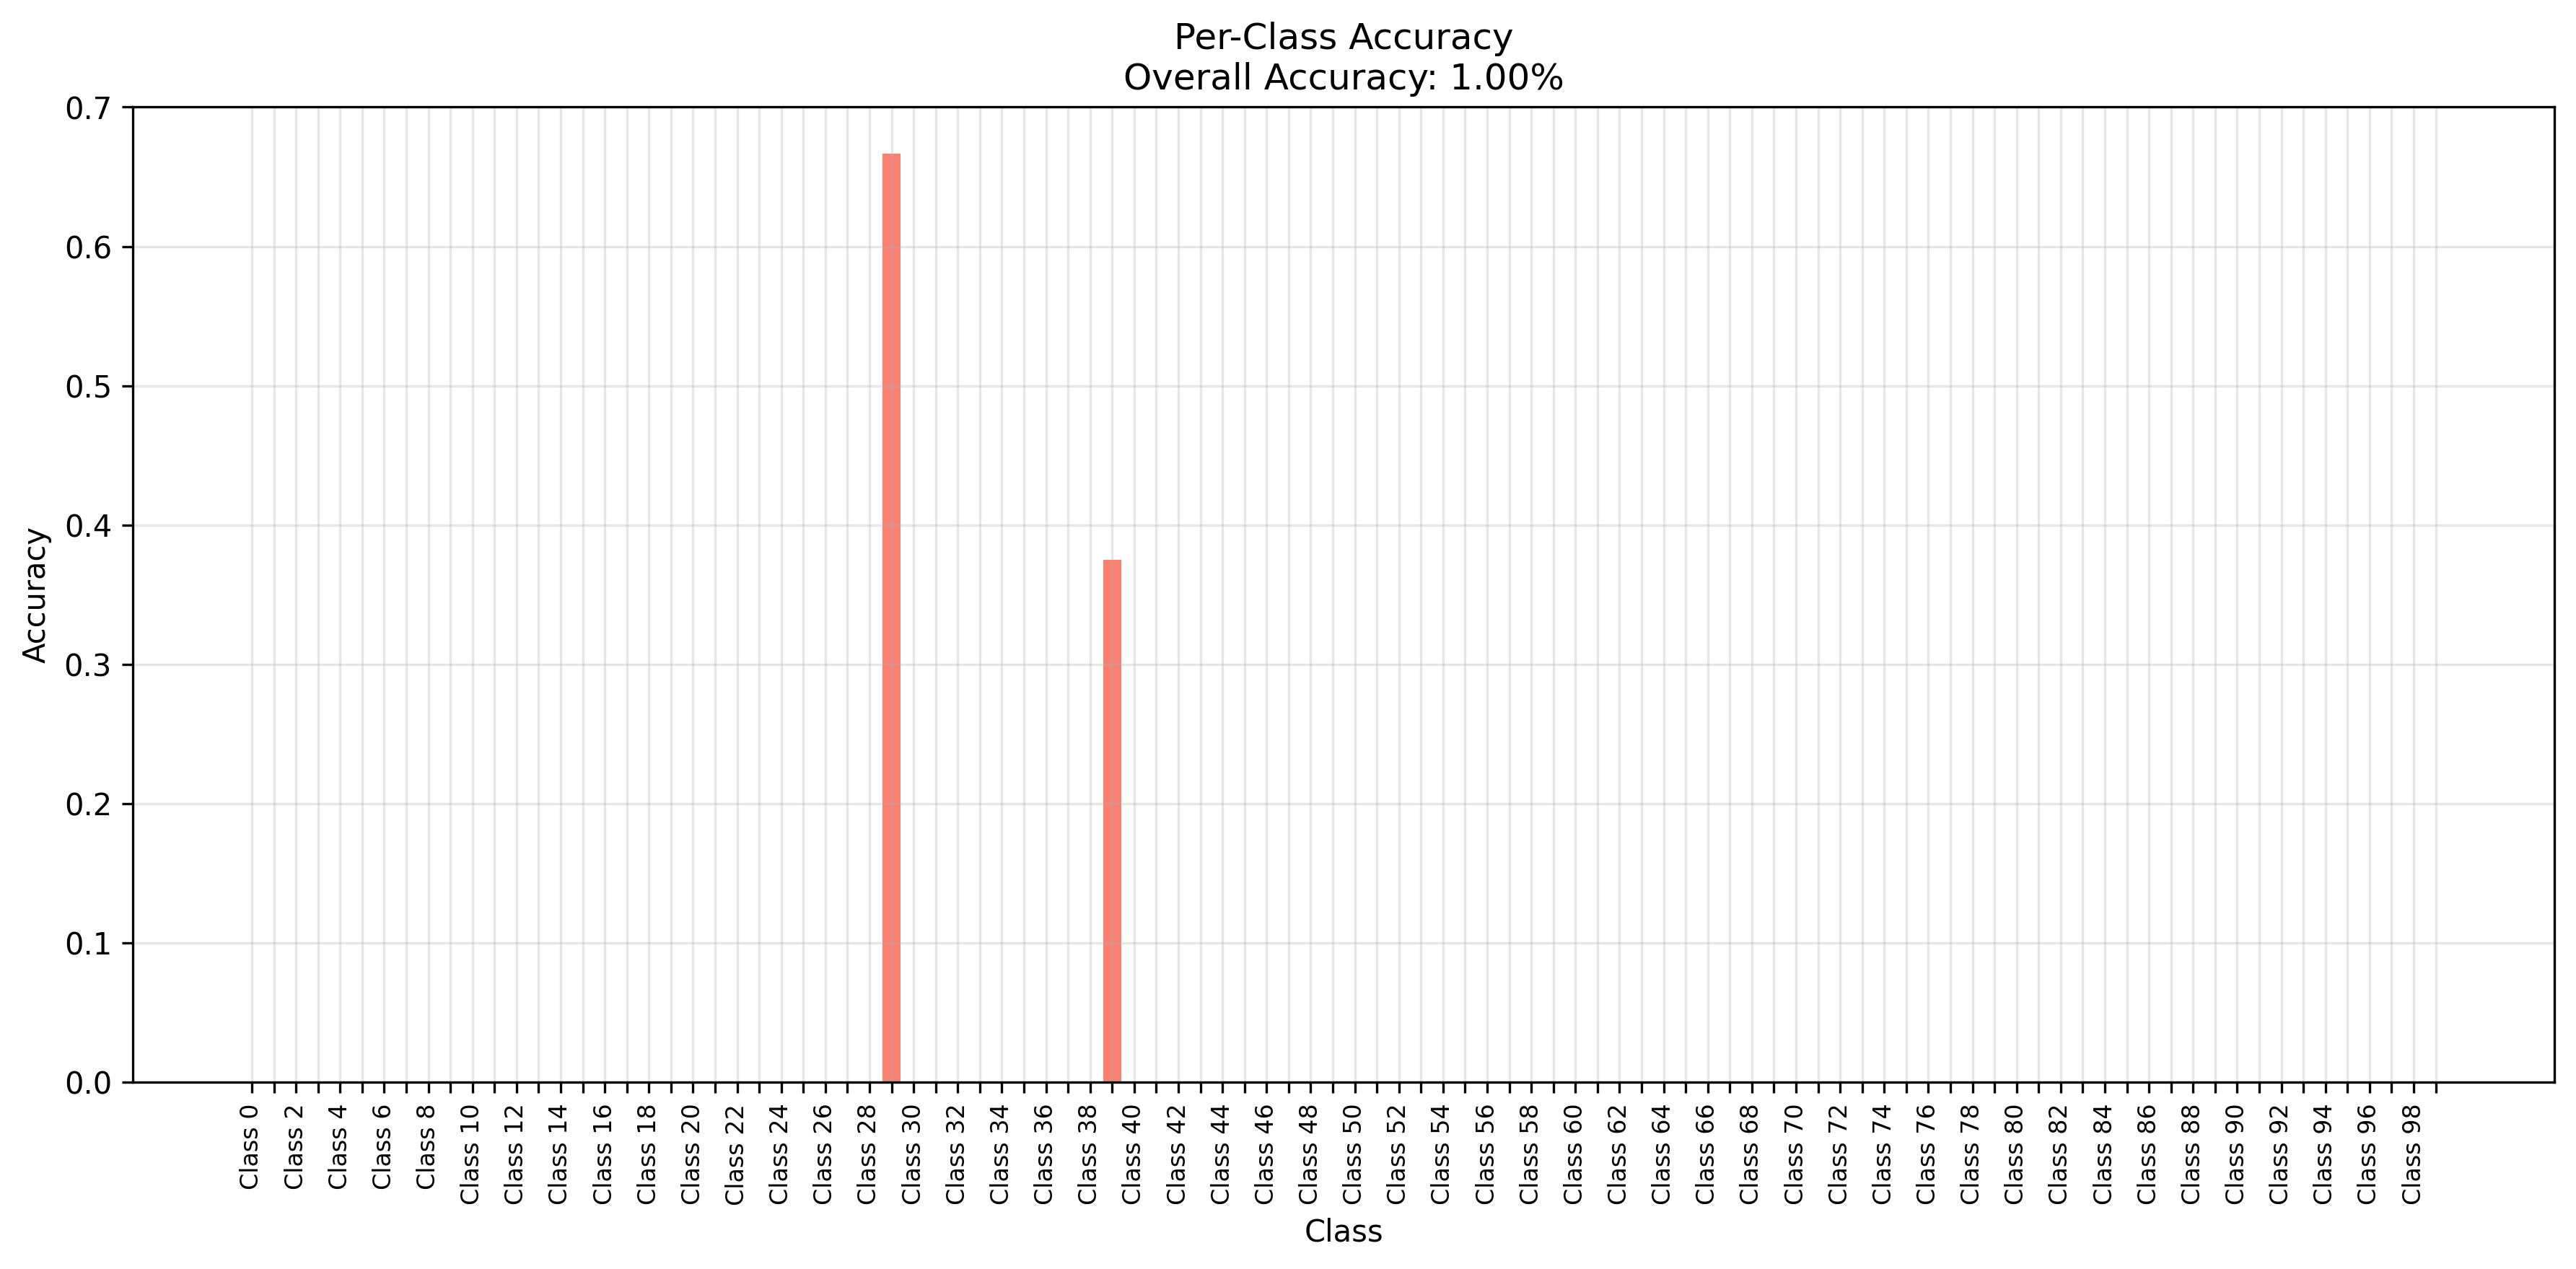 Per-Class Accuracy
Overall Accuracy: 1.00%
0.7
0.6
0.5
0.4
0.3
0.2
0.1
0.0
Accuracy
Class 0
Class 2
Class 4
Class 6
Class 8
Class 10
Class 12
Class 14
Class 16
Class 18
Class 20
Class 22
Class 24
Class 26
Class 28
Class 30
Class 32
Class 34
Class 36
Class 38
Class 40
Class 42
Class 44
Class 46
Class 48
Class 50
Class 52
Class 54
Class 56
Class 58
Class 60
Class 62
Class 64
Class 66
Class 68
Class 70
Class 72
Class 74
Class 76
Class 78
Class 80
Class 82
Class 84
Class 86
Class 88
Class 90
Class 92
Class 94
Class 96
Class 98
Class